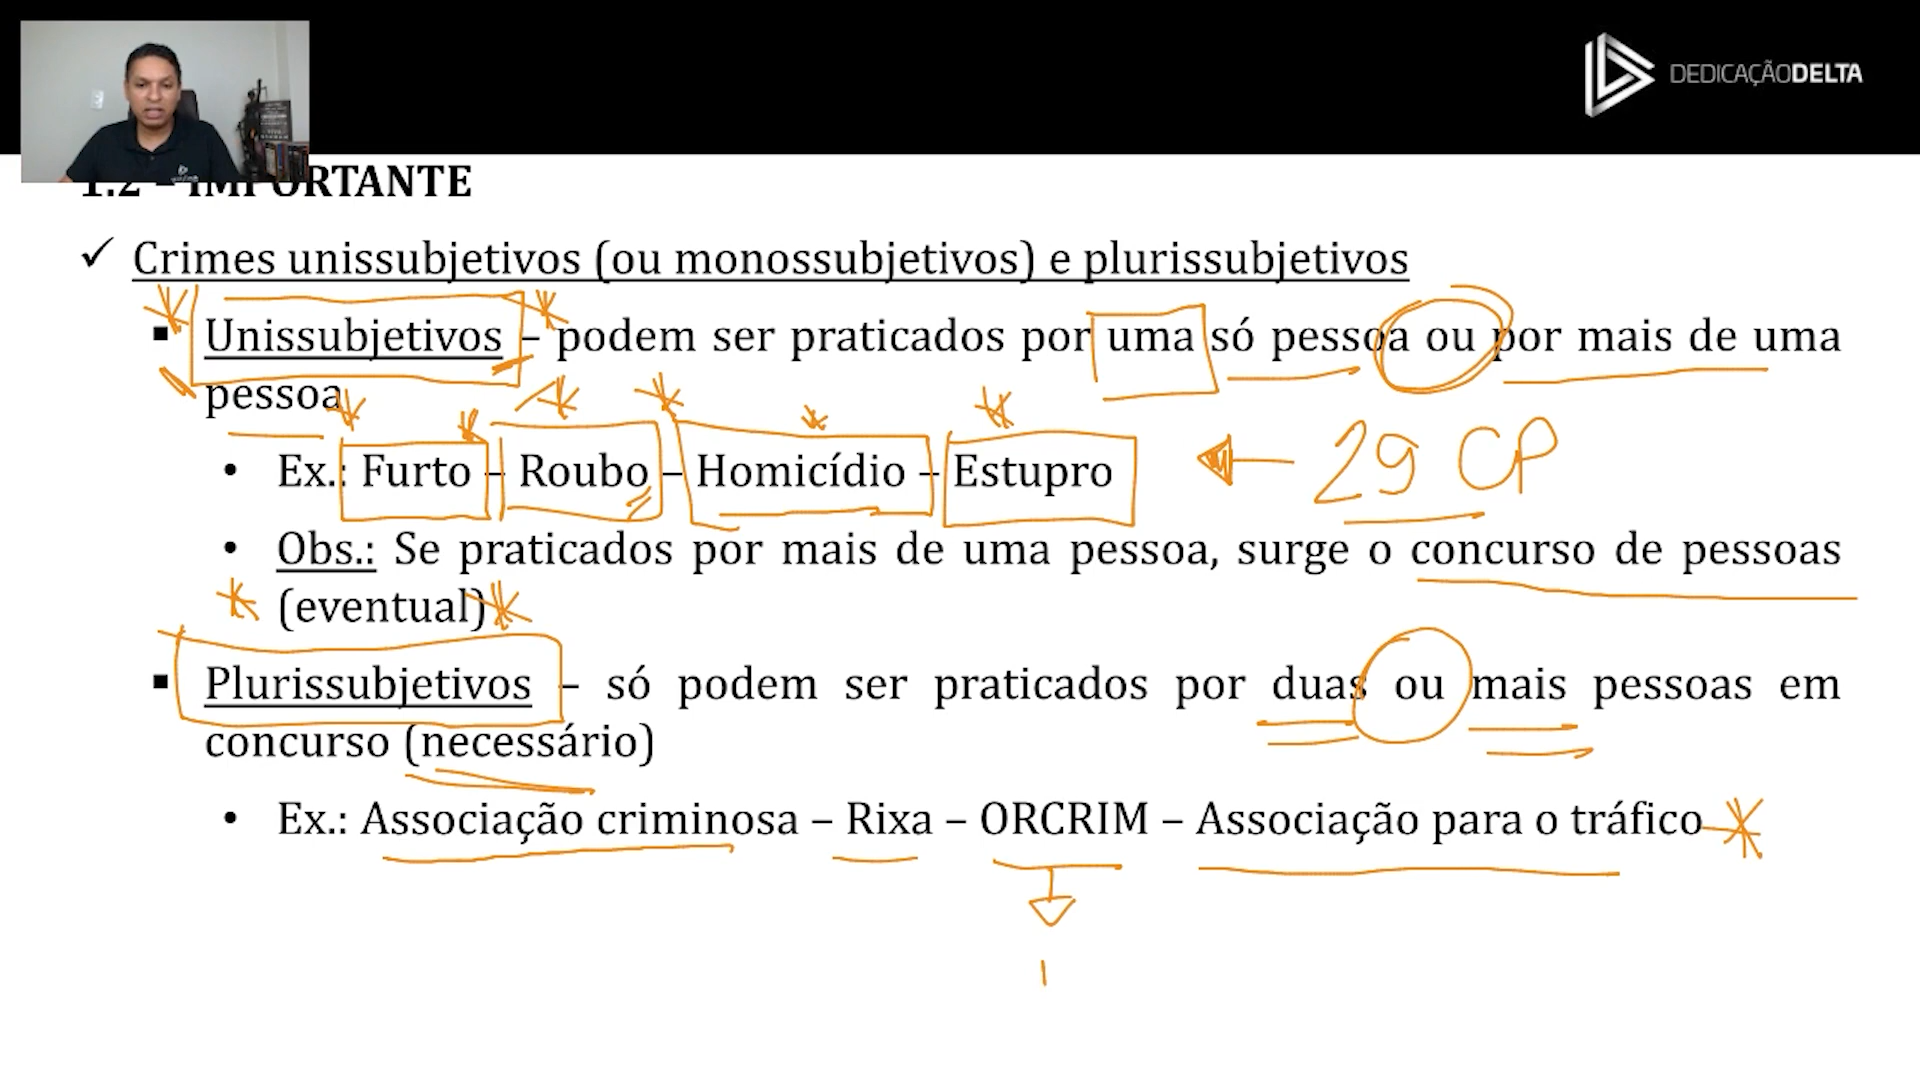 DEDICAÇÃODELTA
1.2 – IMPORTANTE
✓ Crimes unissubjetivos (ou monossubjetivos) e plurissubjetivos
▪ Unissubjetivos – podem ser praticados por uma só pessoa ou por mais de uma
pessoa
• Ex.: Furto – Roubo – Homicídio – Estupro 29 CP
• Obs.: Se praticados por mais de uma pessoa, surge o concurso de pessoas
(eventual)
▪ Plurissubjetivos – só podem ser praticados por duas ou mais pessoas em
concurso (necessário)
• Ex.: Associação criminosa – Rixa – ORCRIM – Associação para o tráfico